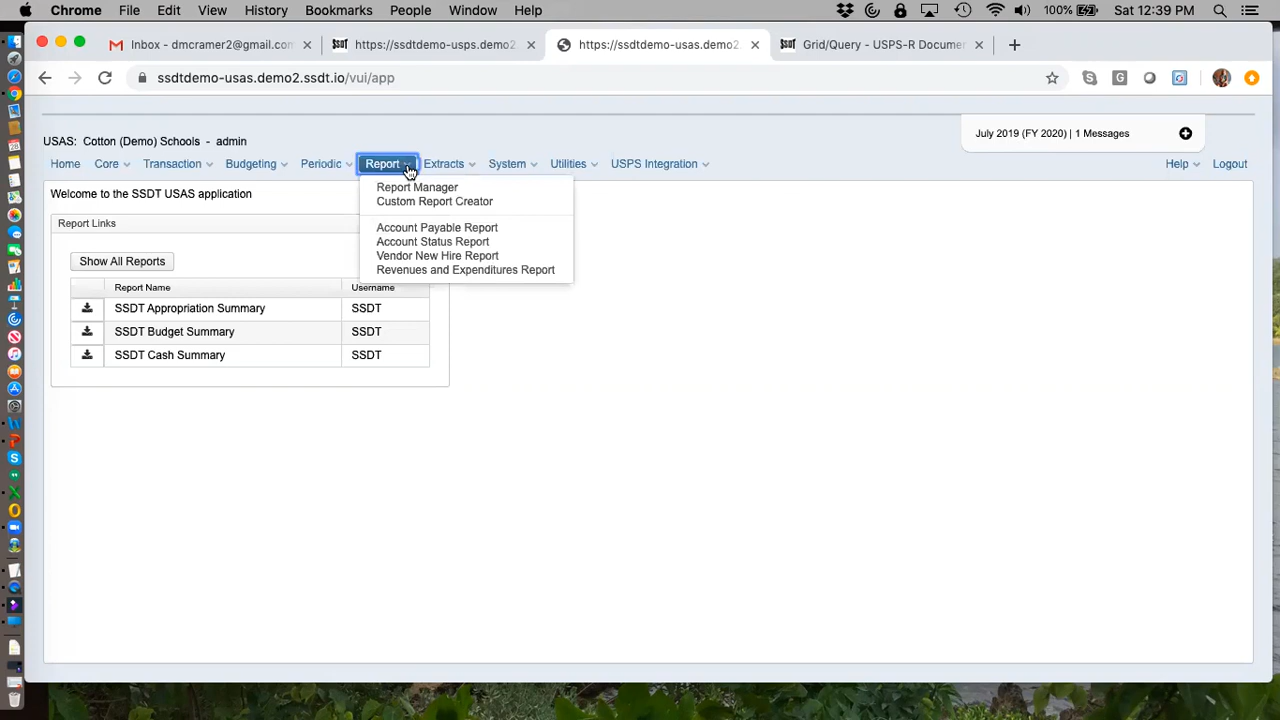 Chrome File Edit View History Bookmarks People Window Help 100% Sat 12:39 PM
Inbox - dmcramer2@gmail.con https://ssdtdemo-usps.demo2. https://ssdtdemo-usas.demo2. Grid/Query - USPS-R Documer
ssdtdemo-usas.demo2.ssdt.io/vui/app
July 2019 (FY 2020) | 1 Messages
USAS: Cotton (Demo) Schools - admin
Home Core Transaction Budgeting Periodic Report Extracts System Utilities USPS Integration Help Logout
Welcome to the SSDT USAS application
Report Links
Show All Reports
Report Name Username
SSDT Appropriation Summary SSDT
SSDT Budget Summary SSDT
SSDT Cash Summary SSDT
Report Manager
Custom Report Creator
Account Payable Report
Account Status Report
Vendor New Hire Report
Revenues and Expenditures Report